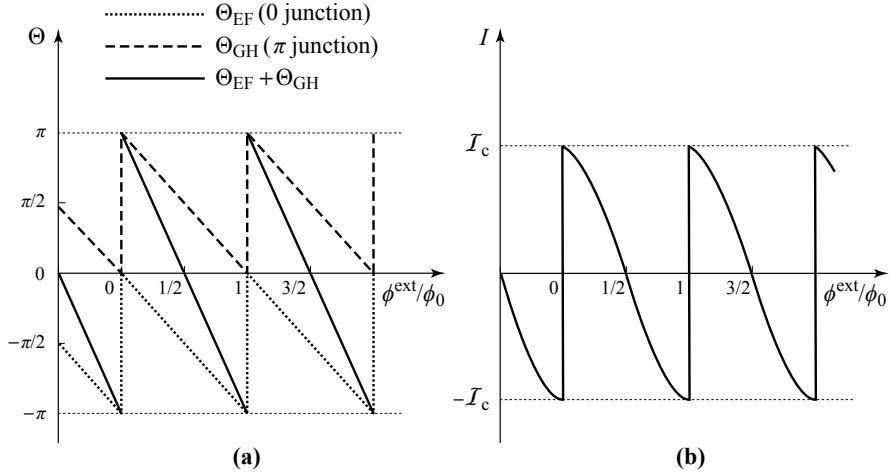 Θ
Θ_EF (0 junction)
Θ_GH (π junction)
Θ_EF + Θ_GH
π
π/2
0
−π/2
−π
0
1/2
1
3/2
ϕ^ext/ϕ_0
(a)
I
ℐ_c
0
−ℐ_c
0
1/2
1
3/2
ϕ^ext/ϕ_0
(b)